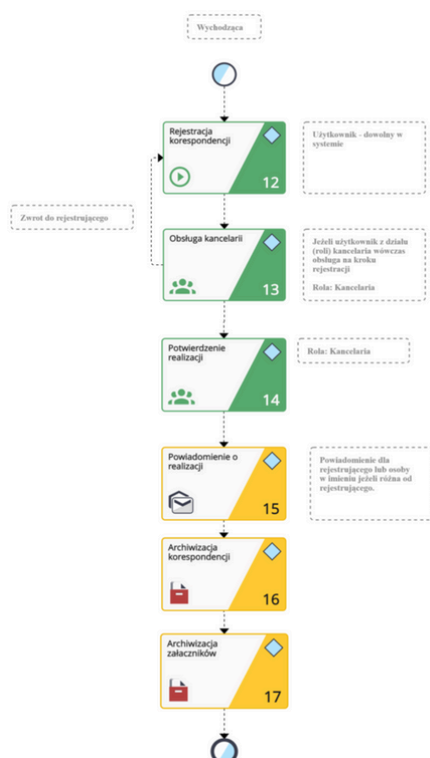 Wychodząca
Rejestracja
korespondencji
12
Użytkownik - dowolny w
systemie
Zwrot do rejestrującego
Obsługa kancelarii
13
Jeżeli użytkownik z działu
(roli) kancelaria wówczas
obsługa na kroku
rejestracji
Rola: Kancelaria
Potwierdzenie
realizacji
14
Rola: Kancelaria
Powiadomienie o
realizacji
15
Powiadomienie dla
rejestrującego lub osoby
w imieniu jeżeli różna od
rejestrującego.
Archiwizacja
korespondencji
16
Archiwizacja
załaczników
17